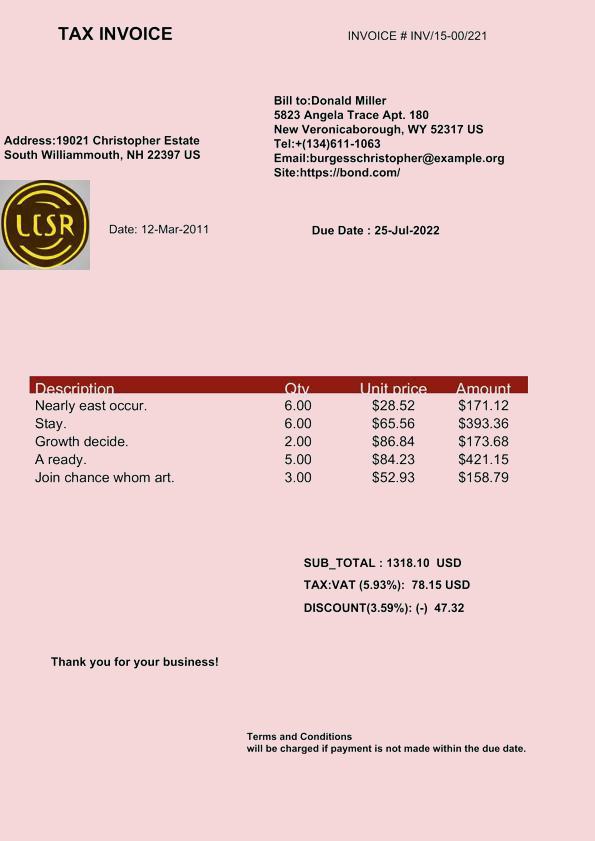 TAX INVOICE
INVOICE # INV/15-00/221
Bill to:Donald Miller
5823 Angela Trace Apt. 180
New Veronicaborough, WY 52317 US
Tel:+(134)611-1063
Email:burgesschristopher@example.org
Site:https://bond.com/
Address:19021 Christopher Estate
South Williammouth, NH 22397 US
Date: 12-Mar-2011
Due Date : 25-Jul-2022
Description Qty Unit price Amount
Nearly east occur. 6.00 $28.52 $171.12
Stay. 6.00 $65.56 $393.36
Growth decide. 2.00 $86.84 $173.68
A ready. 5.00 $84.23 $421.15
Join chance whom art. 3.00 $52.93 $158.79
SUB_TOTAL : 1318.10 USD
TAX:VAT (5.93%): 78.15 USD
DISCOUNT(3.59%): (-) 47.32
Thank you for your business!
Terms and Conditions
will be charged if payment is not made within the due date.